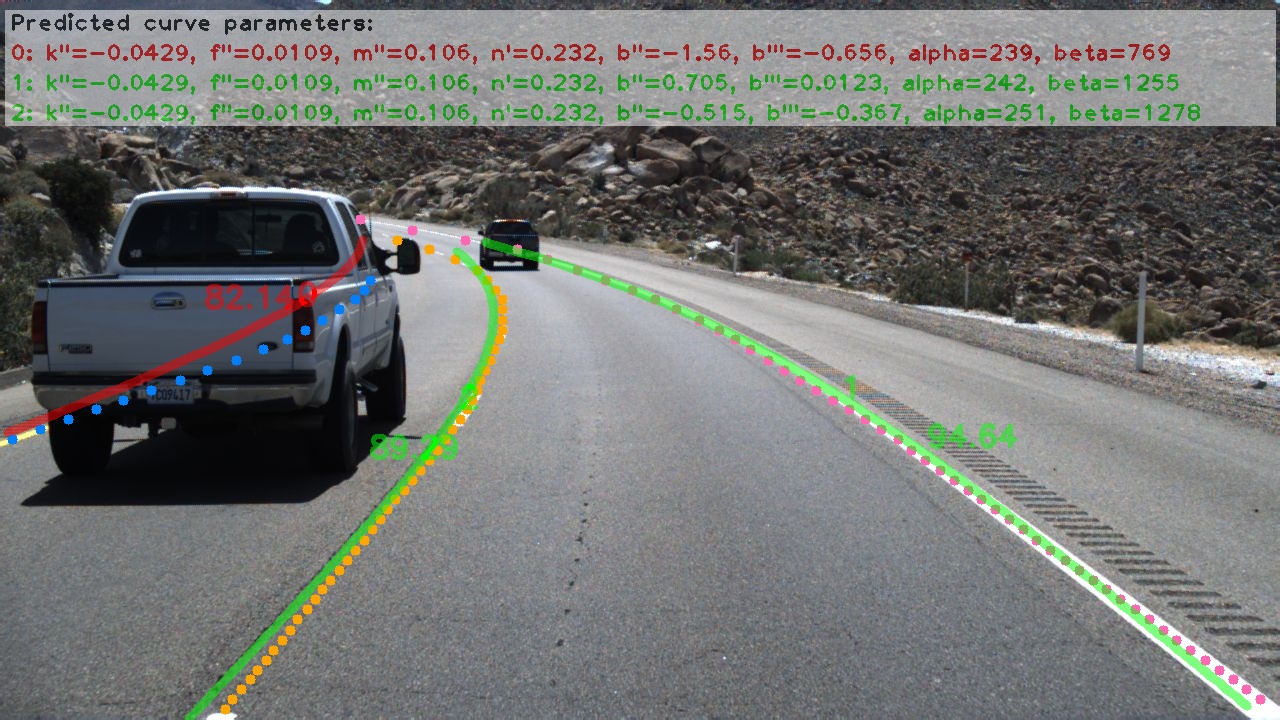 Predicted curve parameters:
0: k''=-0.0429, f''=0.0109, m''=0.106, n'=0.232, b''=-1.56, b'''=-0.656, alpha=239, beta=769
1: k''=-0.0429, f''=0.0109, m''=0.106, n'=0.232, b''=0.705, b'''=0.0123, alpha=242, beta=1255
2: k''=-0.0429, f''=0.0109, m''=0.106, n'=0.232, b''=-0.515, b'''=-0.367, alpha=251, beta=1278
94.64